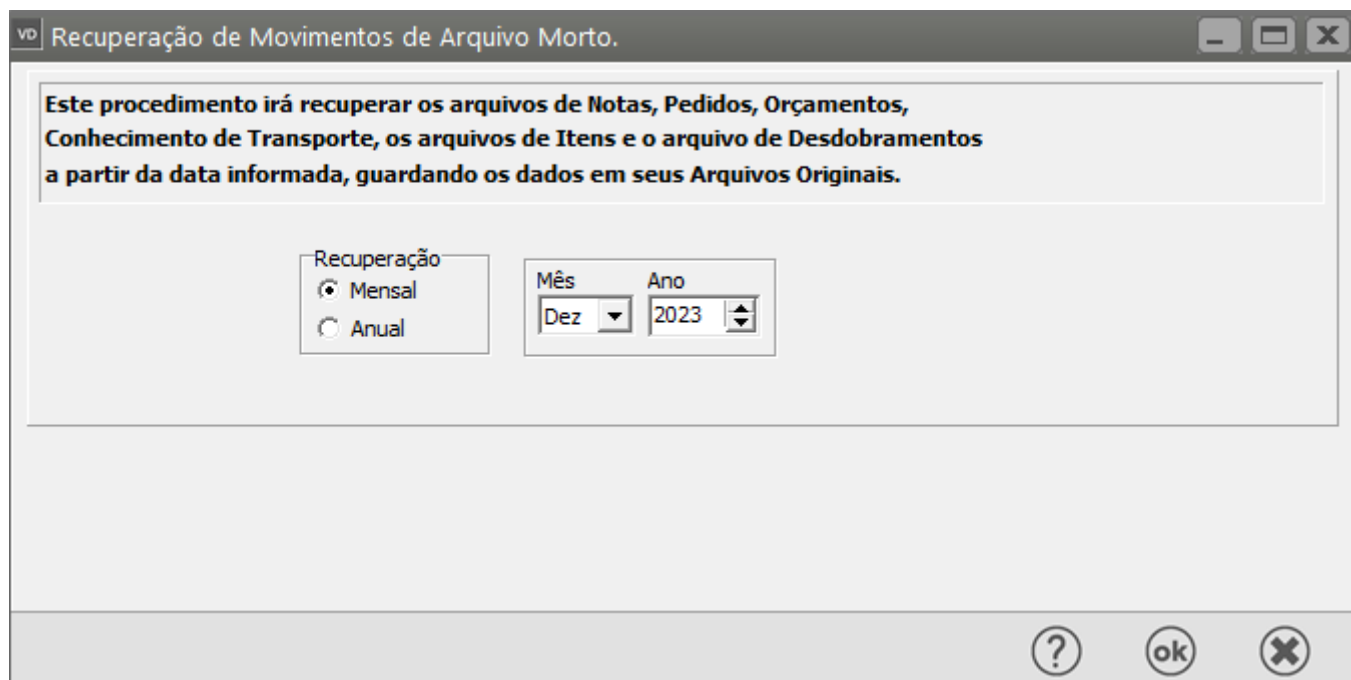 VD Recuperação de Movimentos de Arquivo Morto.
Este procedimento irá recuperar os arquivos de Notas, Pedidos, Orçamentos,
Conhecimento de Transporte, os arquivos de Itens e o arquivo de Desdobramentos
a partir da data informada, guardando os dados em seus Arquivos Originais.
Recuperação
Mensal
Anual
Mês Ano
Dez 2023
? ok